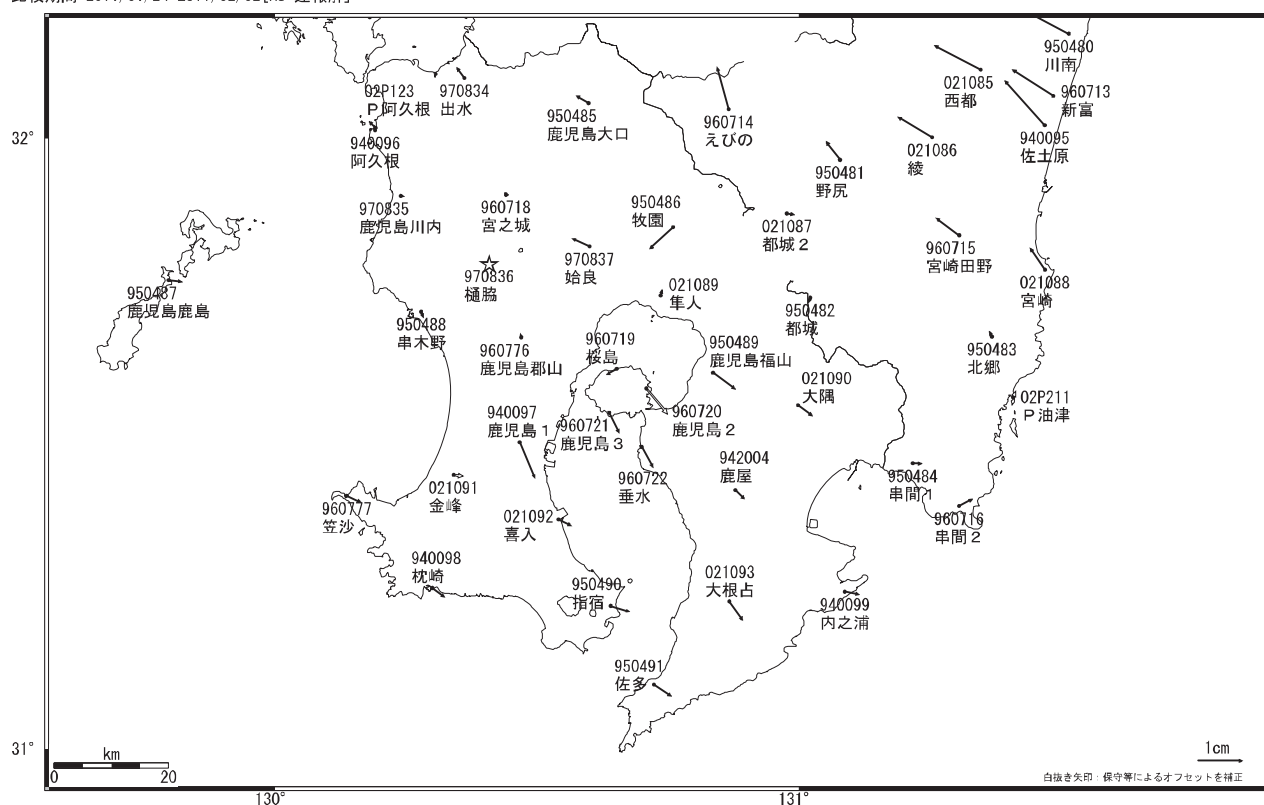 950480
川南
021085
西都
960713
新富
02P123
P阿久根
970834
出水
950485
鹿児島大口
960714
えびの
940095
佐土原
32°
940096
阿久根
021086
綾
950481
野尻
970835
鹿児島川内
960718
宮之城
950486
牧園
021087
都城2
960715
宮崎田野
970837
姶良
970836
樋脇
021088
宮崎
950487
鹿児島鹿島
021089
隼人
950482
都城
950488
串木野
960776
鹿児島郡山
960719
桜島
950489
鹿児島福山
950483
北郷
021090
大隅
02P211
P油津
940097
鹿児島1
960721
鹿児島3
960720
鹿児島2
942004
鹿屋
960722
垂水
950484
串間1
021091
金峰
960777
笠沙
021092
喜入
960716
串間2
940098
枕崎
950490
指宿
021093
大根占
940099
内之浦
950491
佐多
31°
km
0 20
1cm
白抜き矢印:保守等によるオフセットを補正
130° 131°